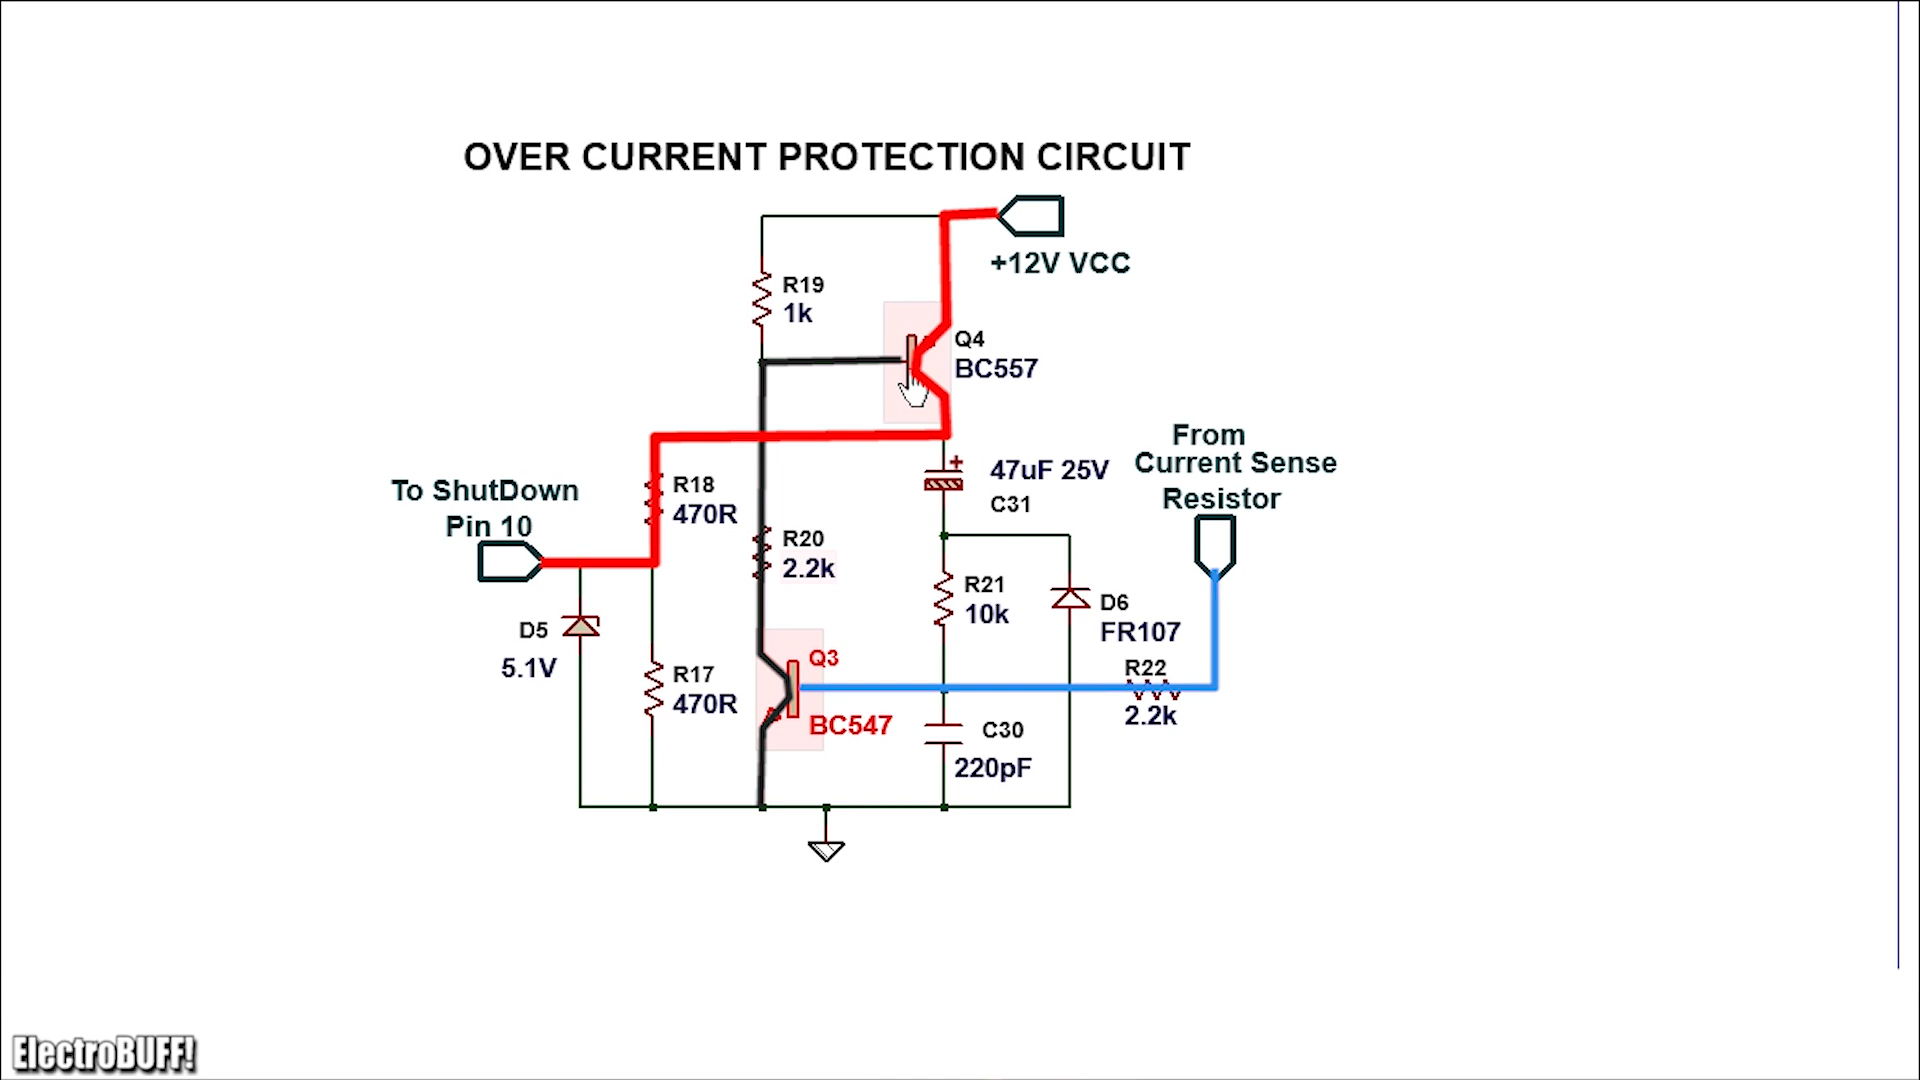 OVER CURRENT PROTECTION CIRCUIT
+12V VCC
R19
1k
Q4
BC557
From
Current Sense
Resistor
47uF 25V
C31
To ShutDown
Pin 10
R18
470R
R20
2.2k
R21
10k
D6
FR107
D5
5.1V
R17
470R
Q3
BC547
R22
2.2k
C30
220pF
ElectroBUFF!